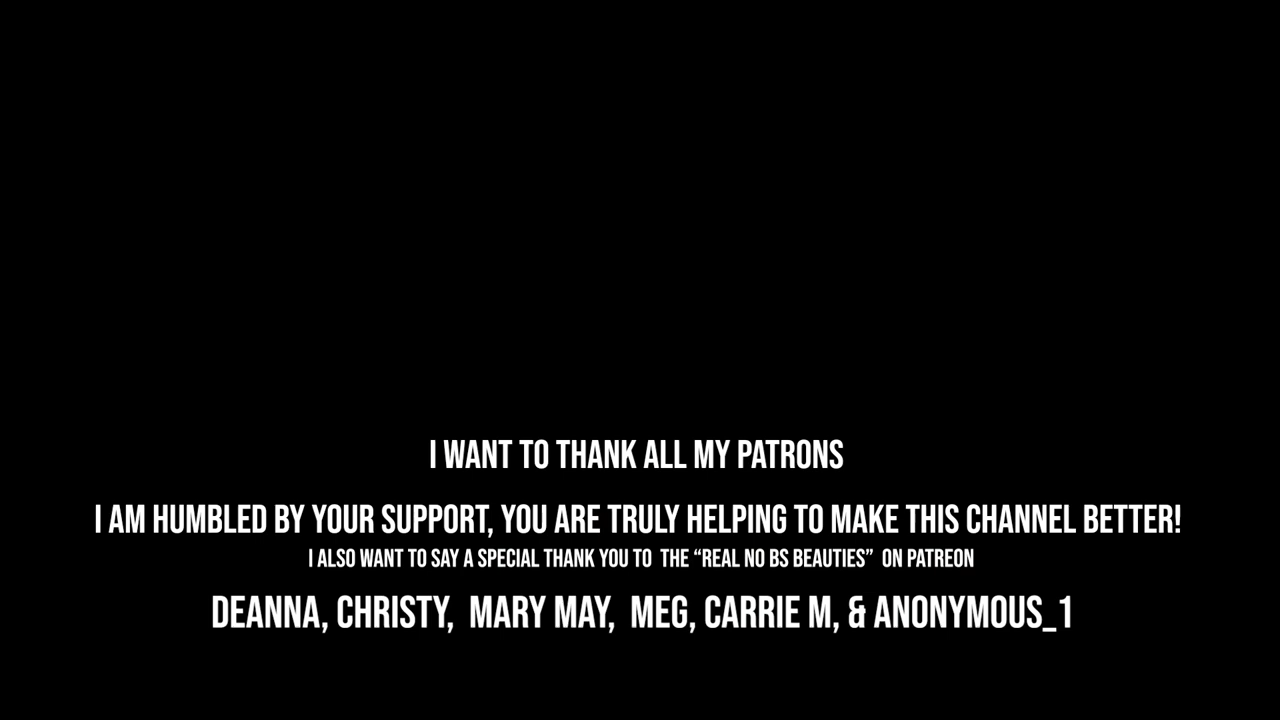 I WANT TO THANK ALL MY PATRONS
I AM HUMBLED BY YOUR SUPPORT, YOU ARE TRULY HELPING TO MAKE THIS CHANNEL BETTER!
I ALSO WANT TO SAY A SPECIAL THANK YOU TO  THE “REAL NO BS BEAUTIES”  ON PATREON
DEANNA, CHRISTY,  MARY MAY,  MEG, CARRIE M, & ANONYMOUS_1